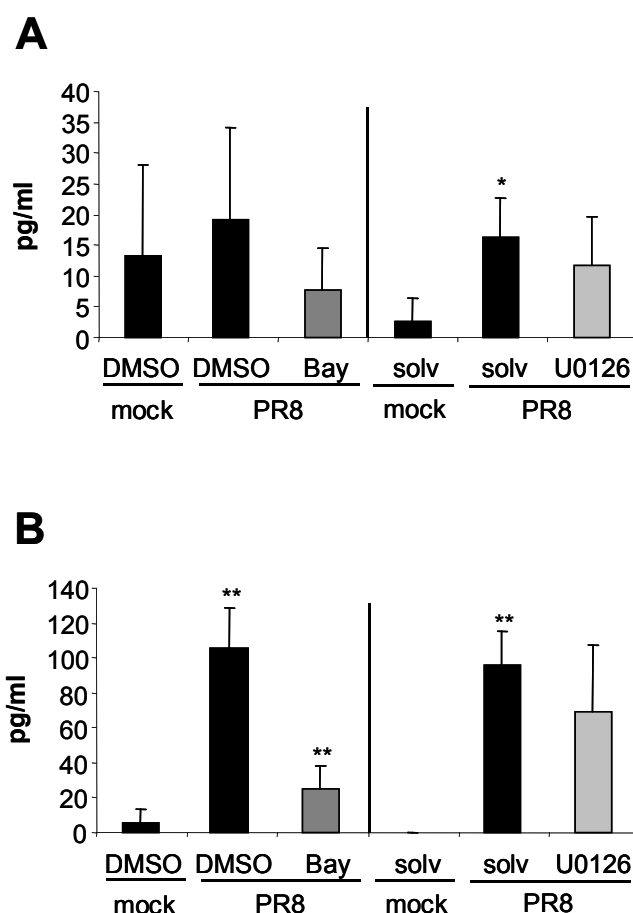 A
40
35
30
25
20
15
10
5
0
pg/ml
*
DMSO DMSO Bay solv solv U0126
mock PR8 mock PR8
B
140
120
100
80
60
40
20
0
pg/ml
** ** **
DMSO DMSO Bay solv solv U0126
mock PR8 mock PR8